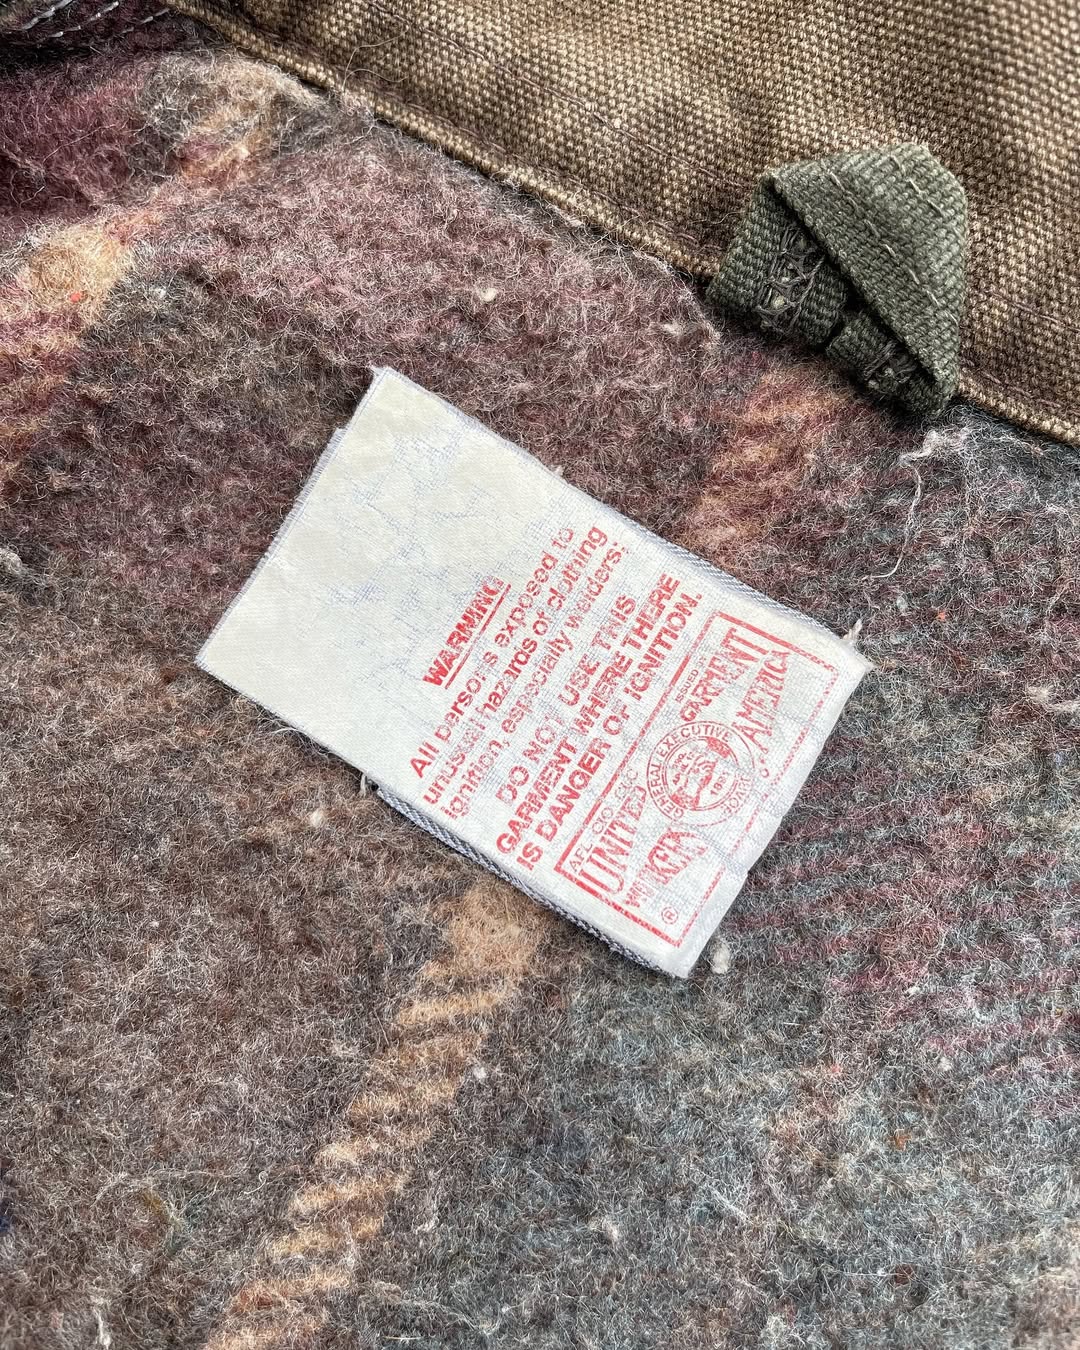 WARNING
All persons exposed to
unusual hazards of clothing
ignition, especially welders:
DO NOT USE THIS
GARMENT WHERE THERE
IS DANGER OF IGNITION.
AFL CIO CLC
ISSUED
UNITED GARMENT
WORKERS AMERICA
GENERAL EXECUTIVE
BOARD
®